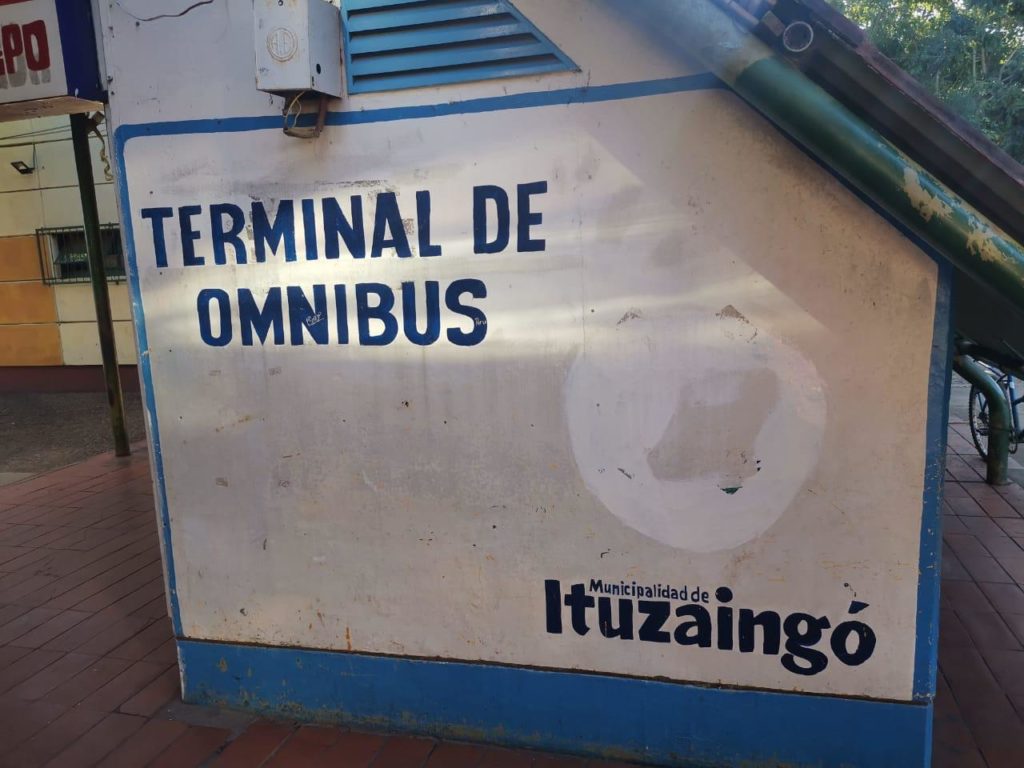 TERMINAL DE
OMNIBUS
Municipalidad de
Ituzaingó